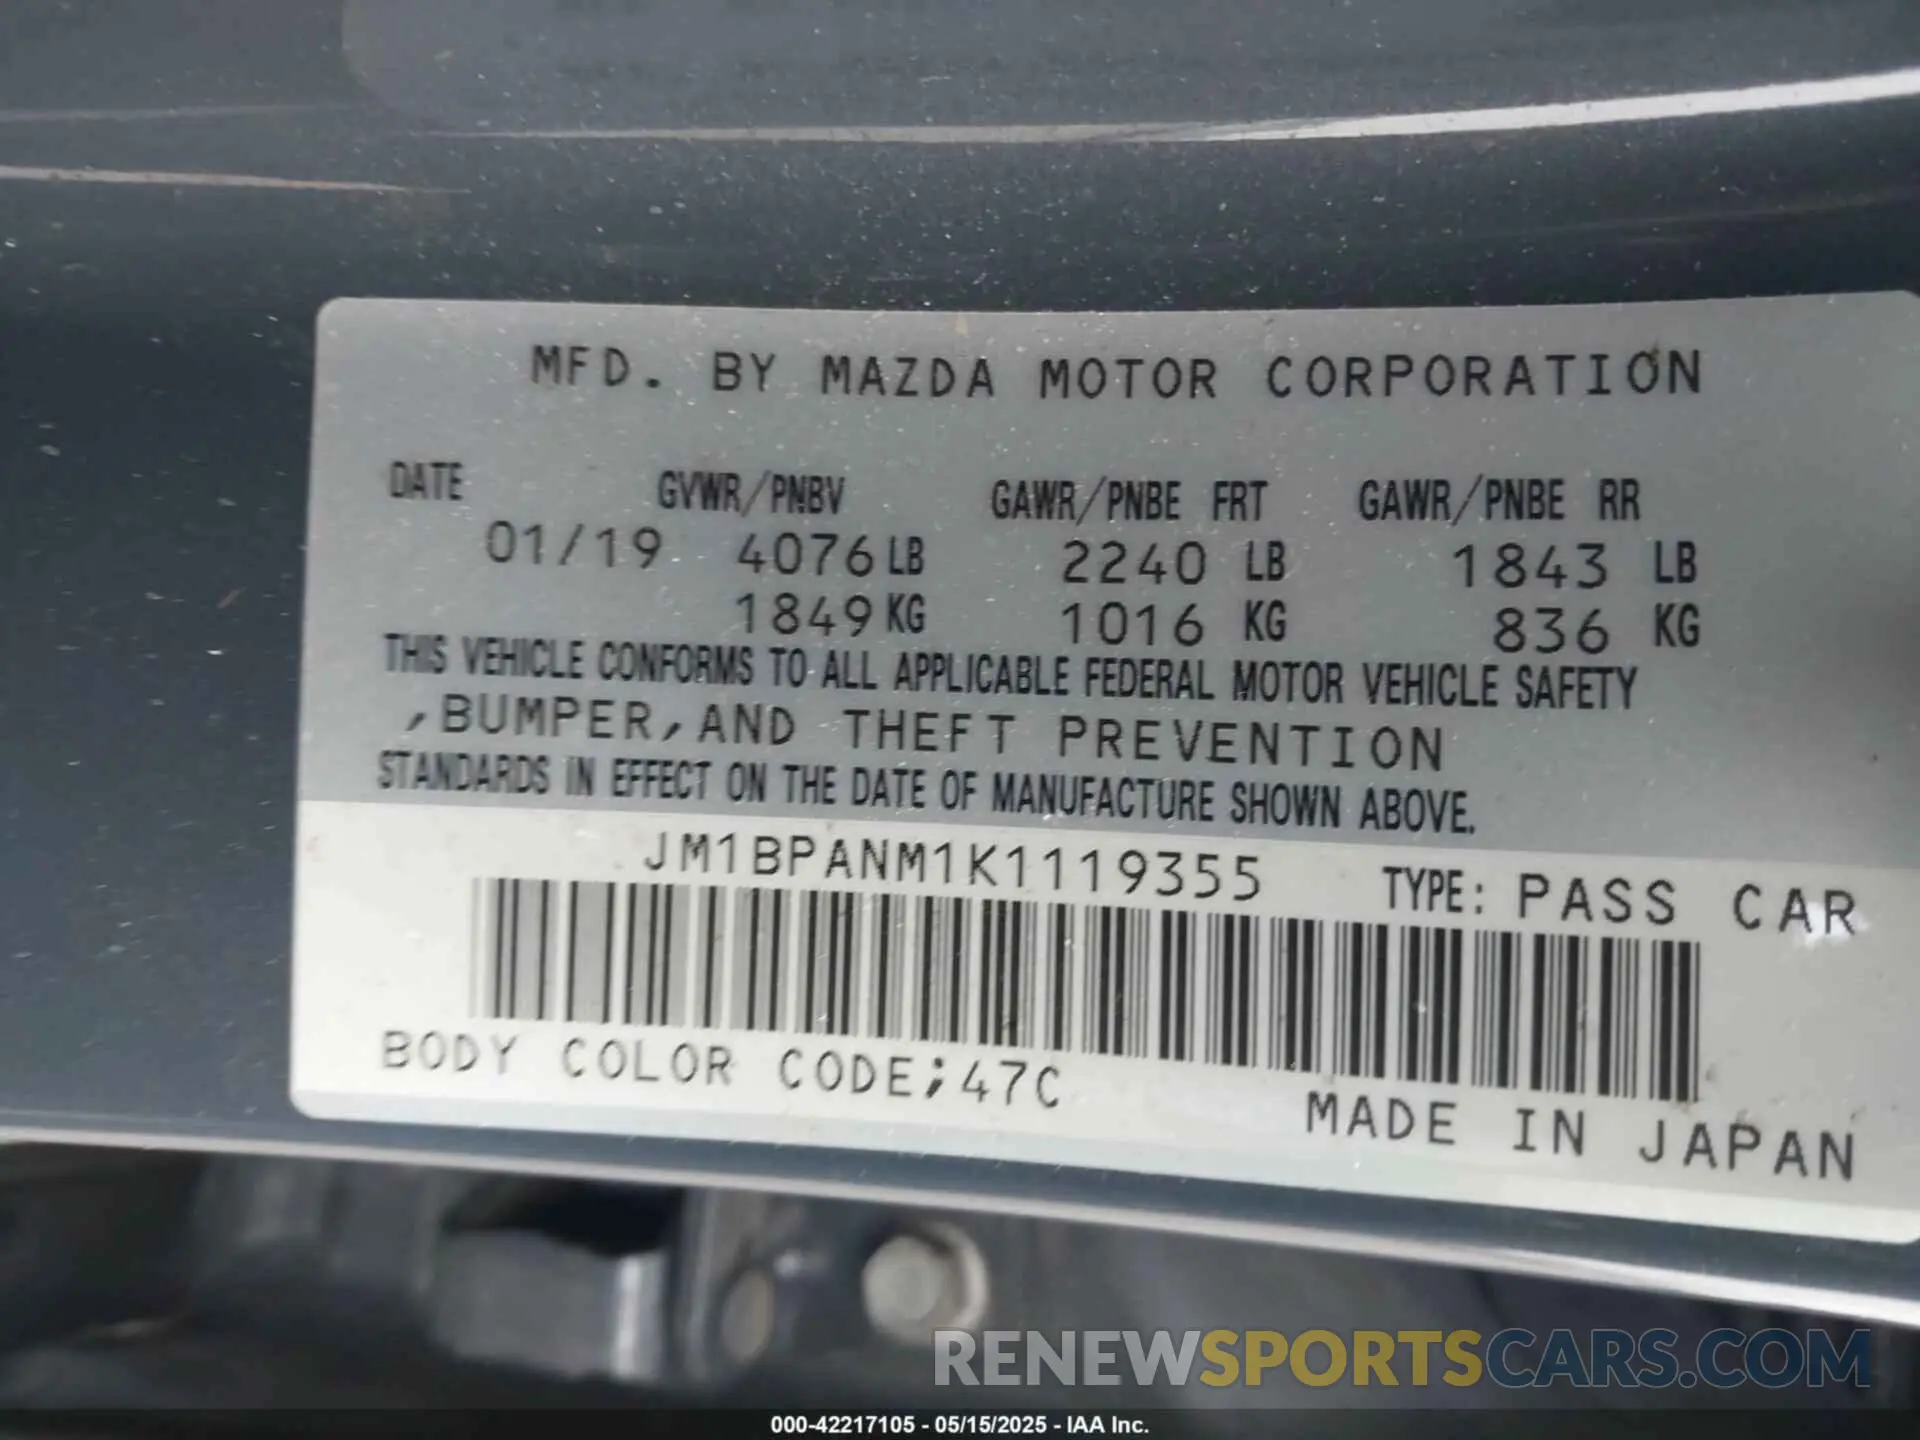 MFD. BY MAZDA MOTOR CORPORATION
DATE GVWR/PNBV GAWR/PNBE FRT GAWR/PNBE RR
01/19 4076 LB 2240 LB 1843 LB
1849 KG 1016 KG 836 KG
THIS VEHICLE CONFORMS TO ALL APPLICABLE FEDERAL MOTOR VEHICLE SAFETY
,BUMPER,AND THEFT PREVENTION
STANDARDS IN EFFECT ON THE DATE OF MANUFACTURE SHOWN ABOVE.
JM1BPANM1K1119355 TYPE: PASS CAR
BODY COLOR CODE;47C
MADE IN JAPAN
RENEWSPORTSCARS.COM
000-42217105 - 05/15/2025 - IAA Inc.